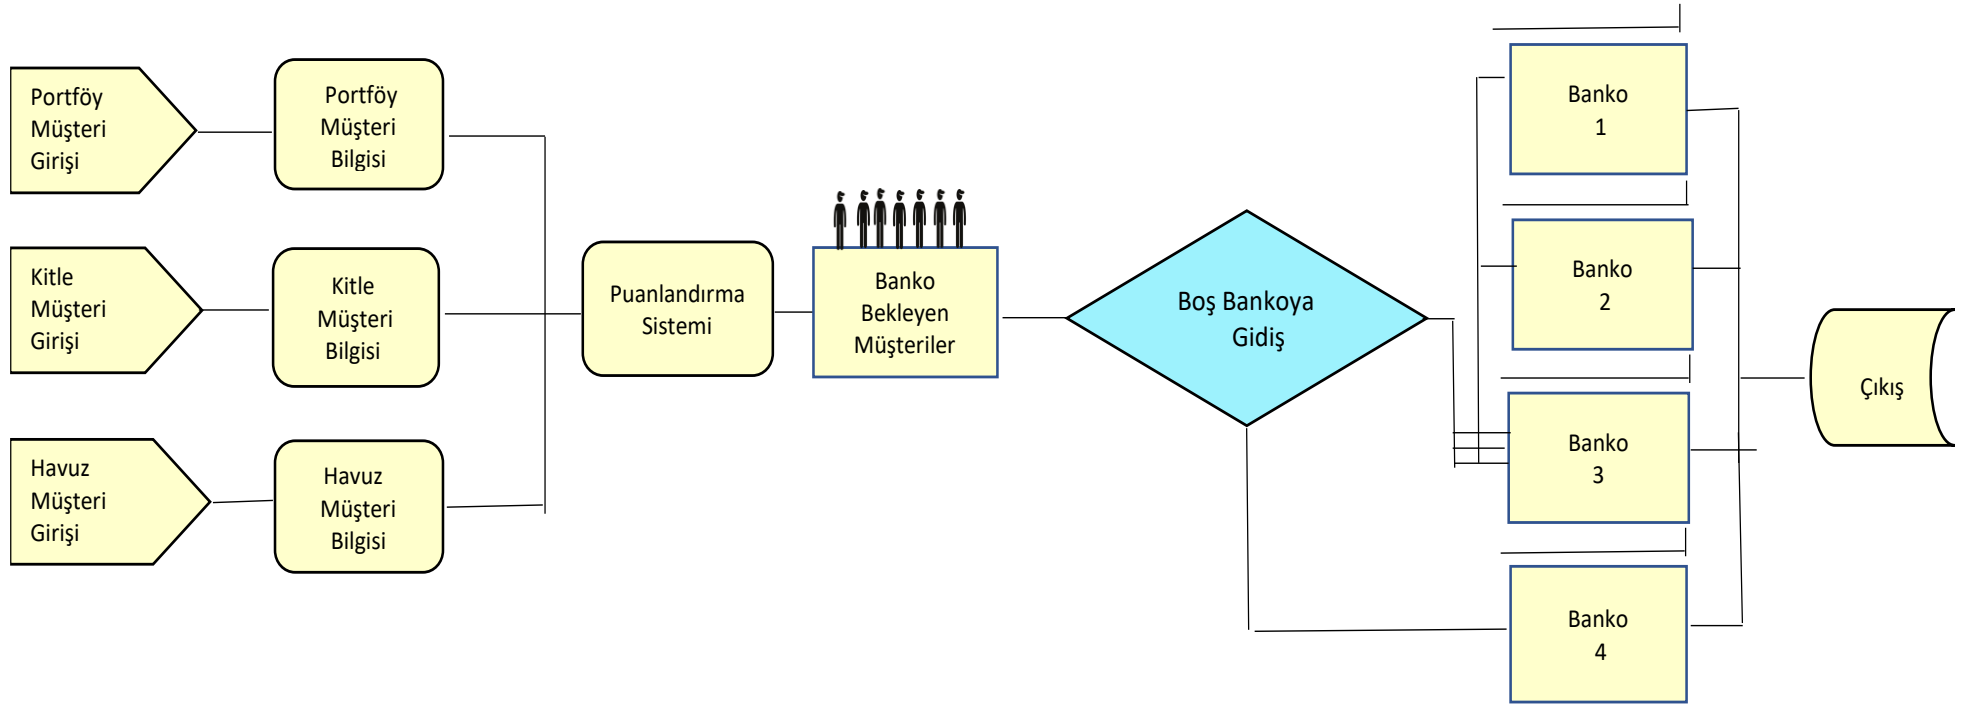 Portföy
Müşteri
Girişi
Portföy
Müşteri
Bilgisi
Kitle
Müşteri
Girişi
Kitle
Müşteri
Bilgisi
Havuz
Müşteri
Girişi
Havuz
Müşteri
Bilgisi
Puanlandırma
Sistemi
Banko
Bekleyen
Müşteriler
Boş Bankoya
Gidiş
Banko
1
Banko
2
Banko
3
Banko
4
Çıkış